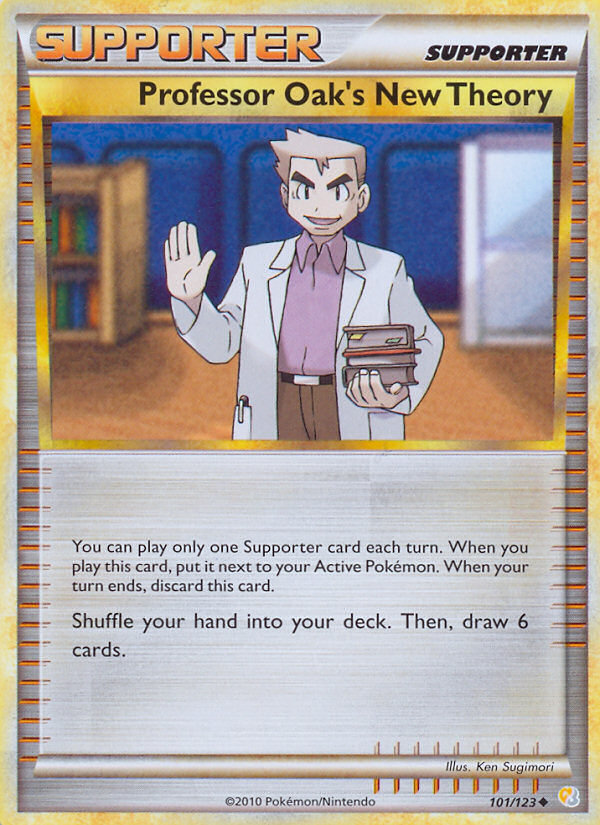 SUPPORTER
SUPPORTER
Professor Oak's New Theory
You can play only one Supporter card each turn. When you
play this card, put it next to your Active Pokémon. When your
turn ends, discard this card.
Shuffle your hand into your deck. Then, draw 6
cards.
Illus. Ken Sugimori
©2010 Pokémon/Nintendo
101/123